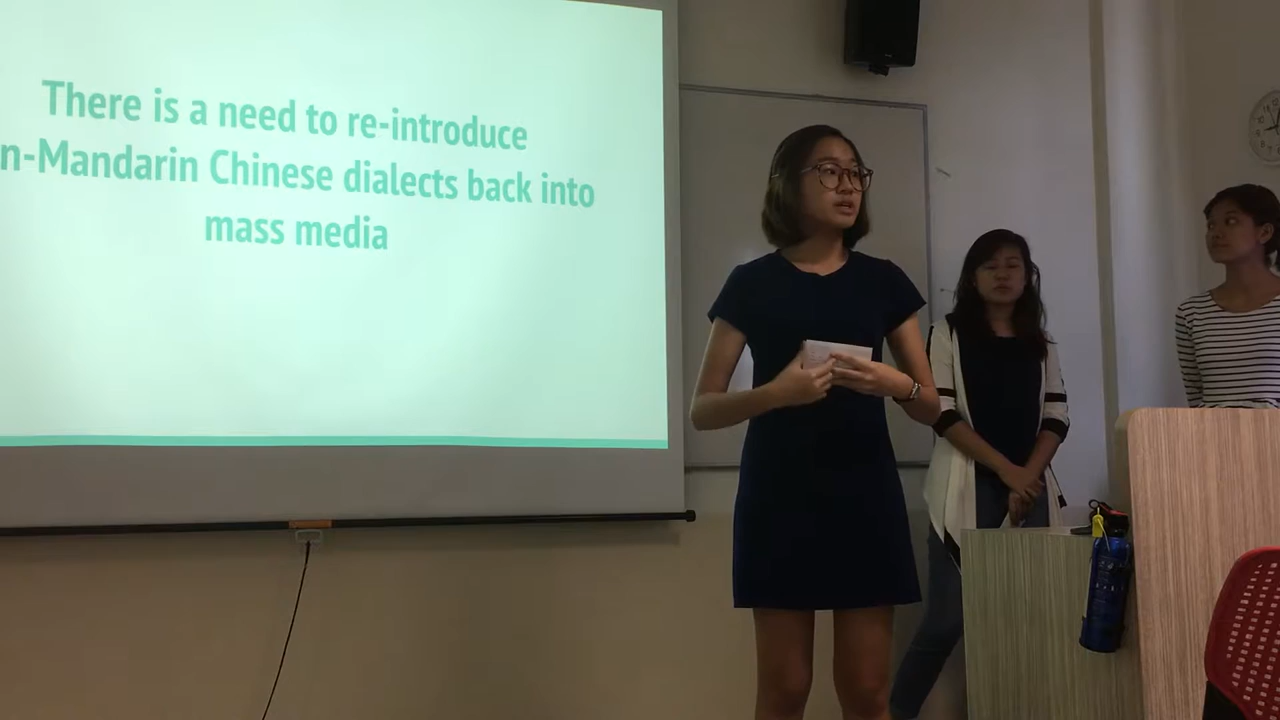 There is a need to re-introduce
n-Mandarin Chinese dialects back into
mass media